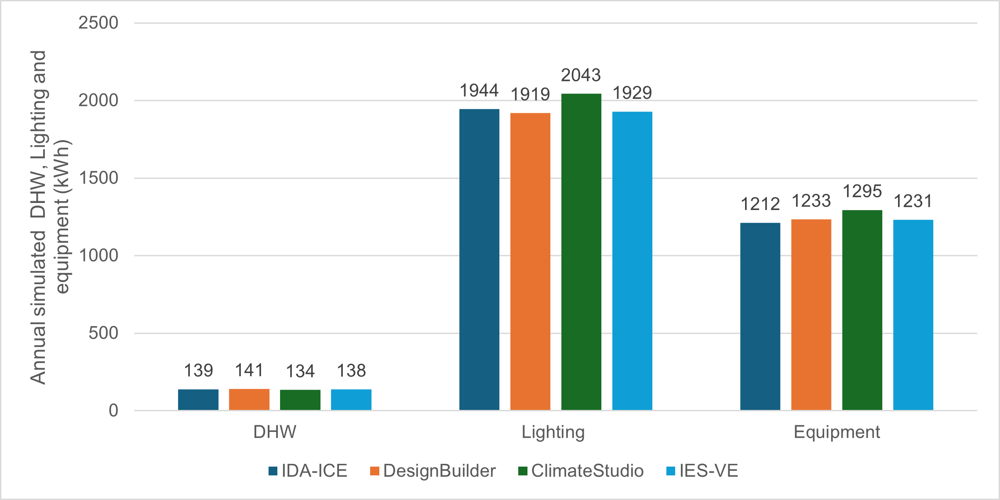 Annual simulated  DHW, Lighting and
equipment (kWh)
2500
2000
1500
1000
500
0
139
141
134
138
1944
1919
2043
1929
1212
1233
1295
1231
DHW
Lighting
Equipment
IDA-ICE
DesignBuilder
ClimateStudio
IES-VE